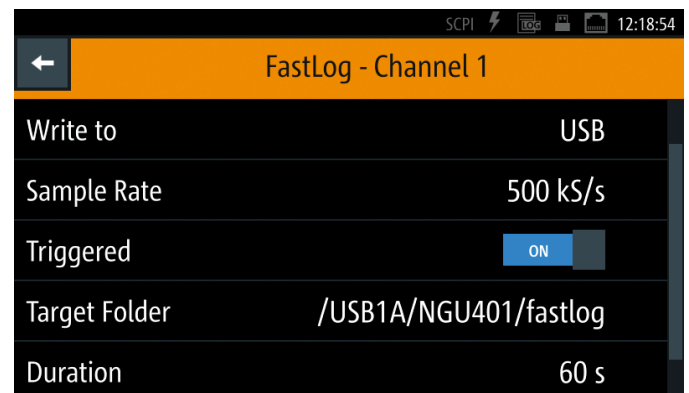 SCPI LOG 12:18:54
FastLog - Channel 1
Write to USB
Sample Rate 500 kS/s
Triggered ON
Target Folder /USB1A/NGU401/fastlog
Duration 60 s